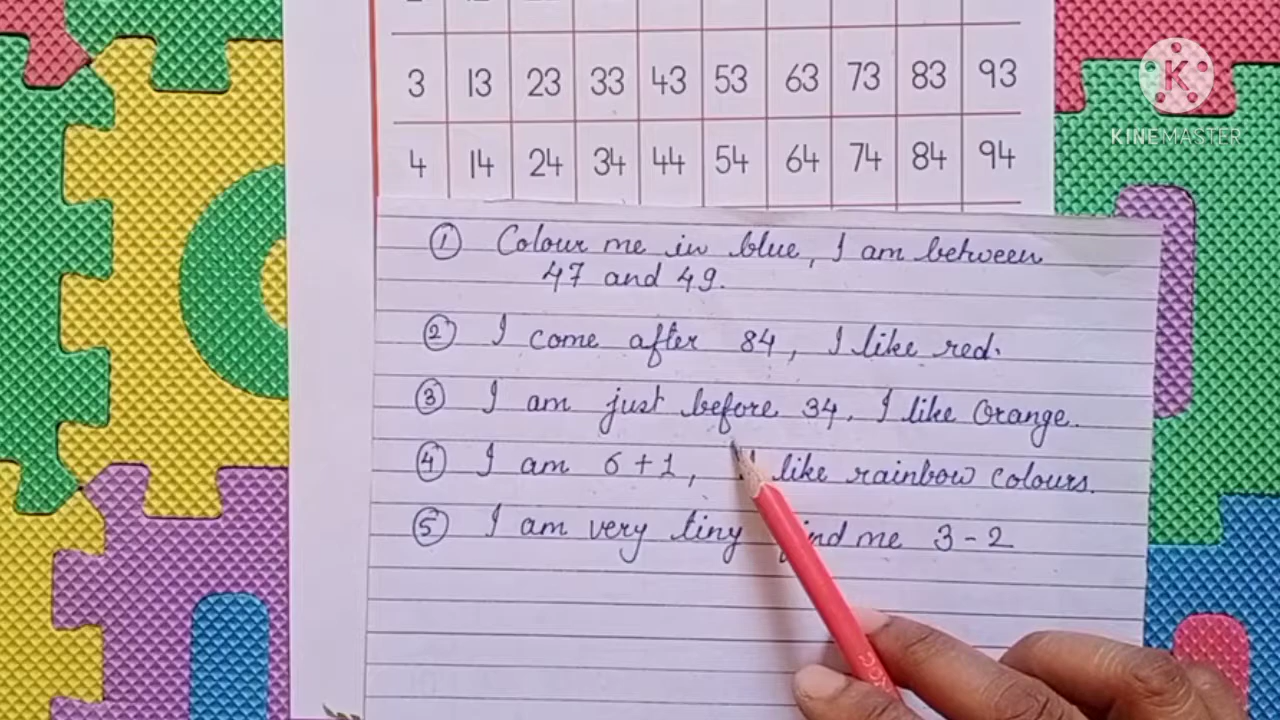 3 13 23 33 43 53 63 73 83 93
4 14 24 34 44 54 64 74 84 94
K
KINEMASTER
① Colour me in blue, I am between
47 and 49.
② I come after 84, I like red.
③ I am just before 34. I like Orange.
④ I am 6+1, I like rainbow colours.
⑤ I am very tiny find me 3-2